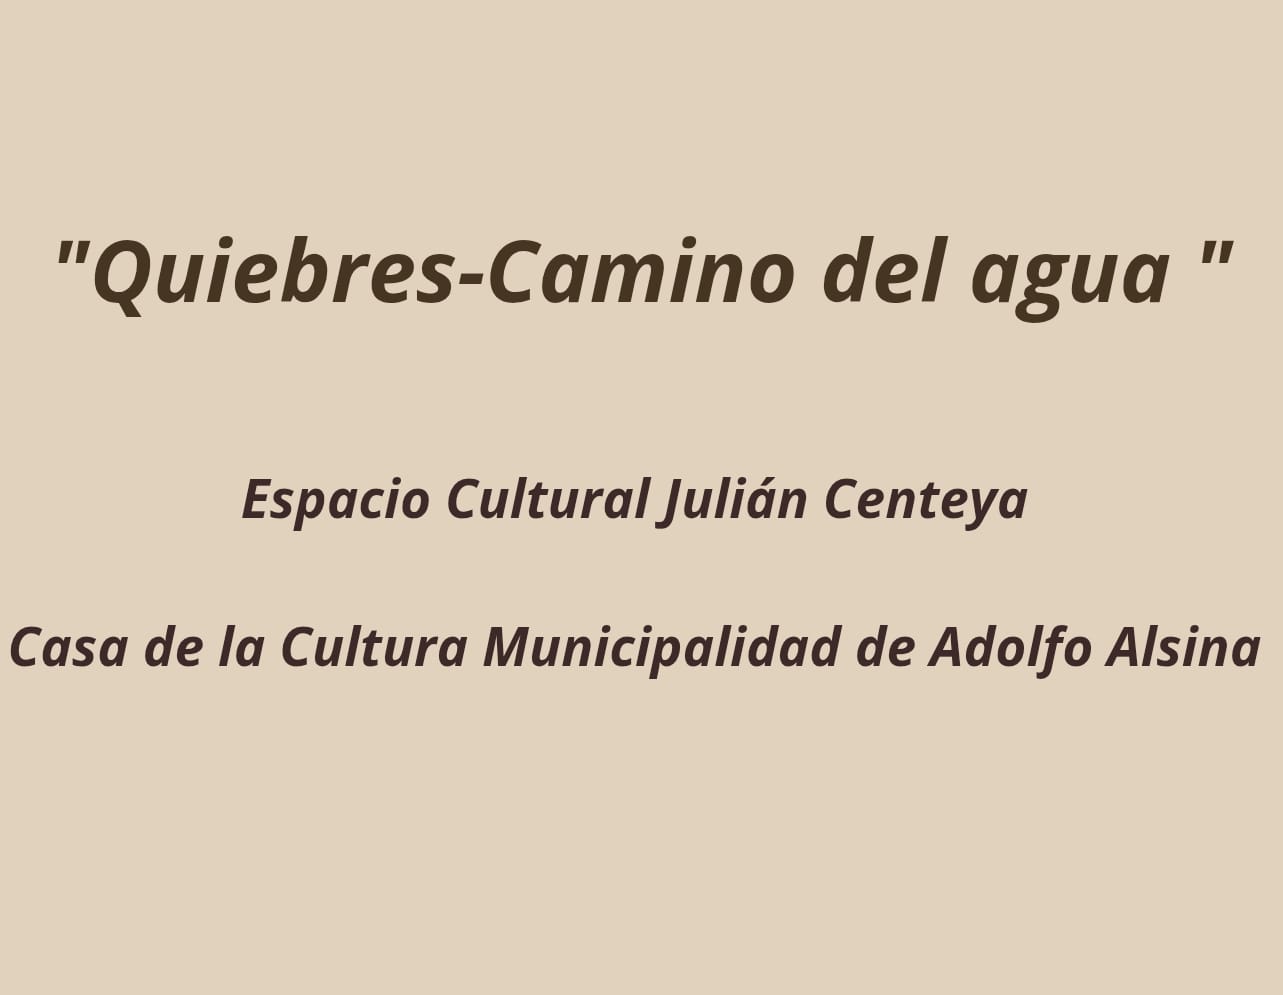 "Quiebres-Camino del agua "
Espacio Cultural Julián Centeya
Casa de la Cultura Municipalidad de Adolfo Alsina